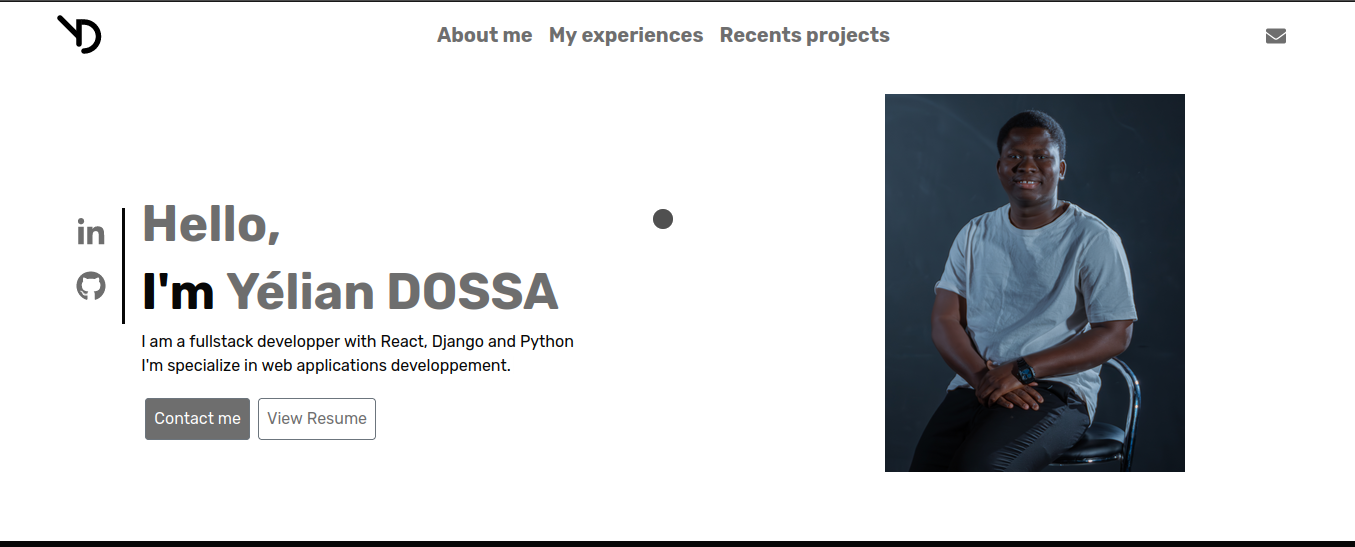 About me My experiences Recents projects
Hello,
I'm Yélian DOSSA
I am a fullstack developper with React, Django and Python
I'm specialize in web applications developpement.
Contact me View Resume